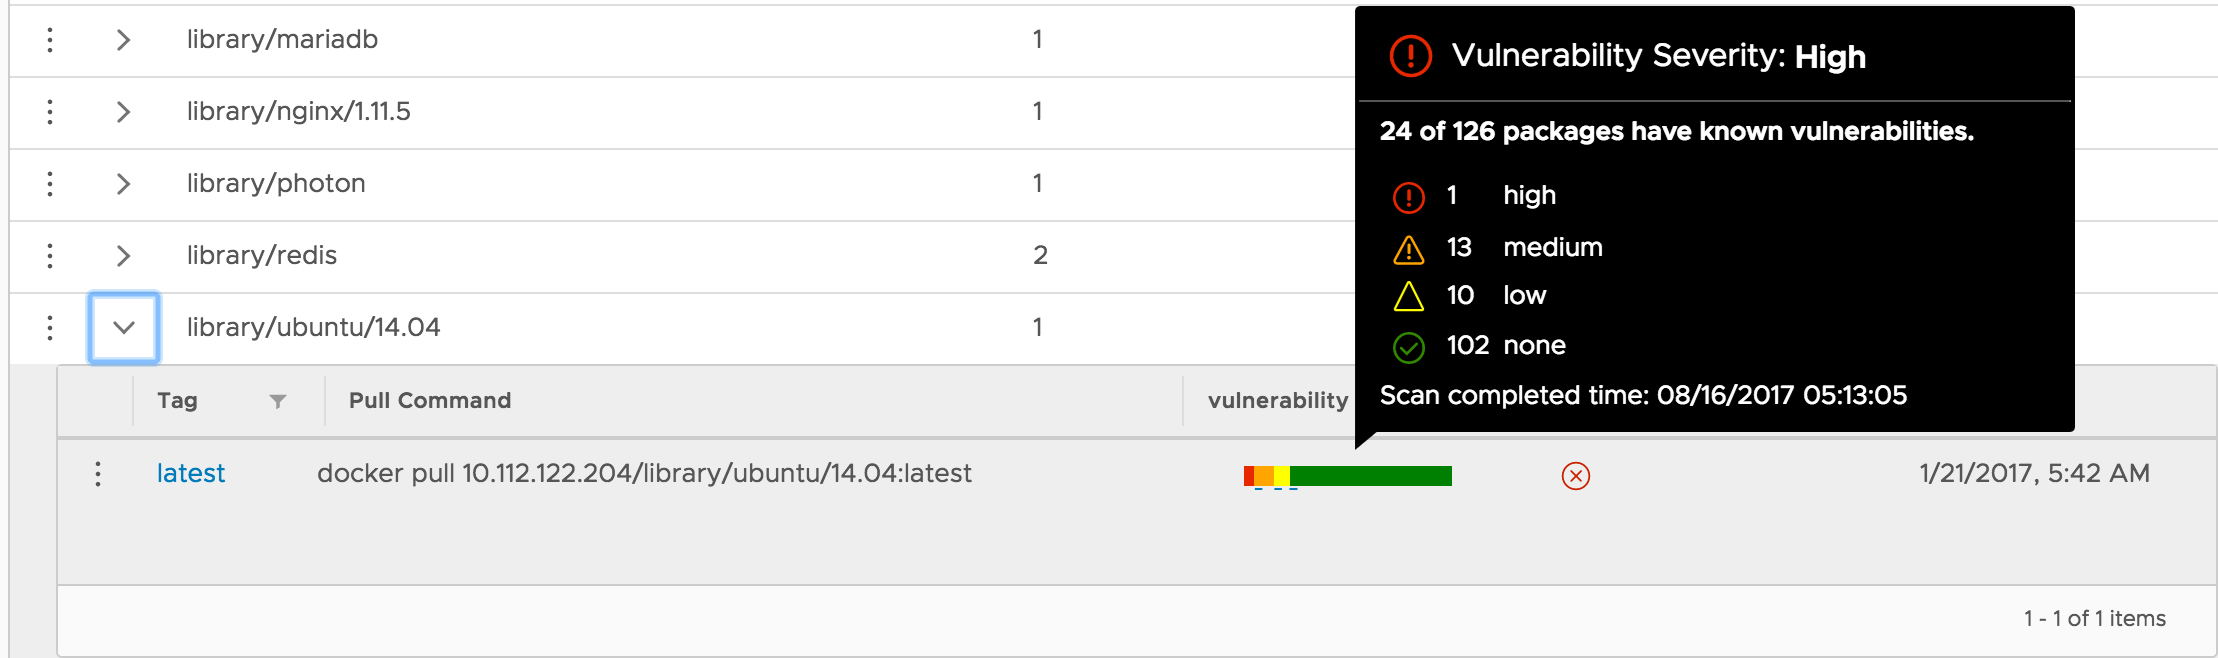 library/mariadb 1
library/nginx/1.11.5 1
library/photon 1
library/redis 2
library/ubuntu/14.04 1
Vulnerability Severity: High
24 of 126 packages have known vulnerabilities.
1 high
13 medium
10 low
102 none
Scan completed time: 08/16/2017 05:13:05
Tag Pull Command vulnerability
latest docker pull 10.112.122.204/library/ubuntu/14.04:latest 1/21/2017, 5:42 AM
1 - 1 of 1 items